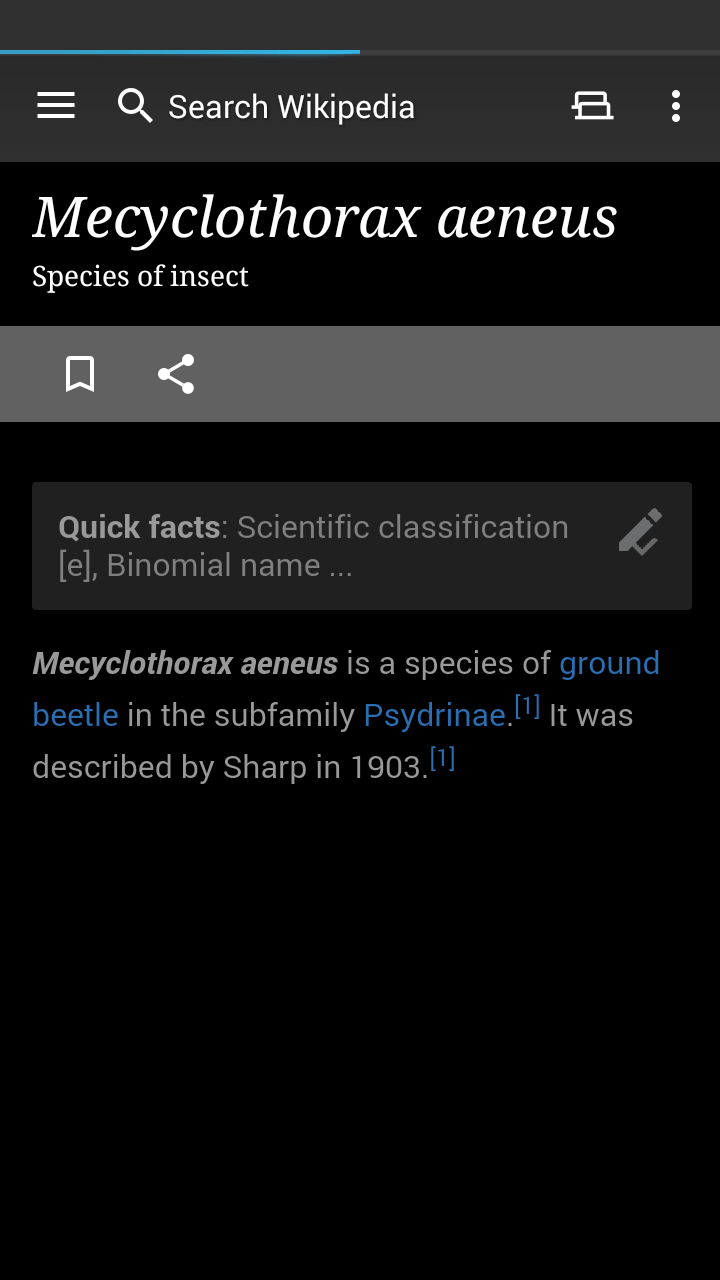 Search Wikipedia
Mecyclothorax aeneus
Species of insect
Quick facts: Scientific classification
[e], Binomial name ...
Mecyclothorax aeneus is a species of ground
beetle in the subfamily Psydrinae.[1] It was
described by Sharp in 1903.[1]